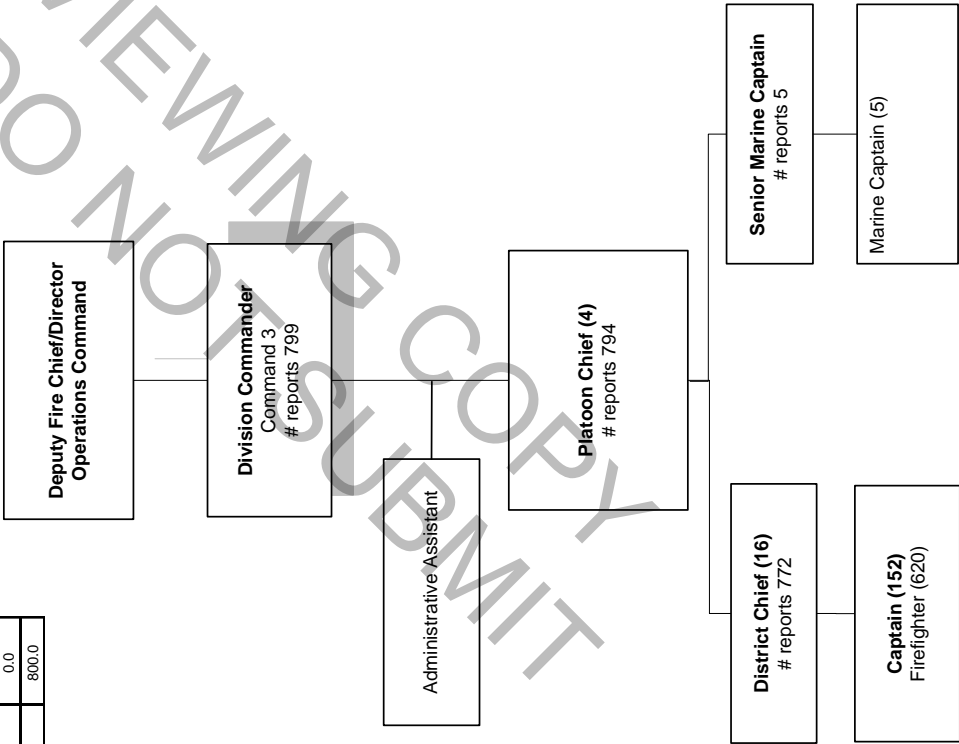 0.0
800.0
Deputy Fire Chief/Director
Operations Command
Division Commander
Command 3
# reports 799
Administrative Assistant
Platoon Chief (4)
# reports 794
District Chief (16)
# reports 772
Captain (152)
Firefighter (620)
Senior Marine Captain
# reports 5
Marine Captain (5)
VIEWING COPY
DO NOT SUBMIT